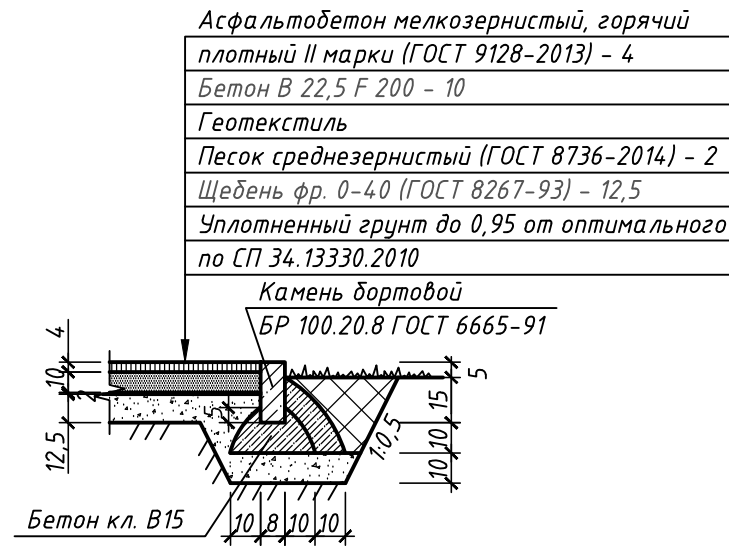 Асфальтобетон мелкозернистый, горячий
плотный II марки (ГОСТ 9128-2013) - 4
Бетон В 22,5 F 200 - 10
Геотекстиль
Песок среднезернистый (ГОСТ 8736-2014) - 2
Щебень фр. 0-40 (ГОСТ 8267-93) - 12,5
Уплотненный грунт до 0,95 от оптимального
по СП 34.13330.2010
Камень бортовой
БР 100.20.8 ГОСТ 6665-91
4
10
2
12,5
5
5
15
10
10
1:0,5
Бетон кл. В15
10 8 10 10